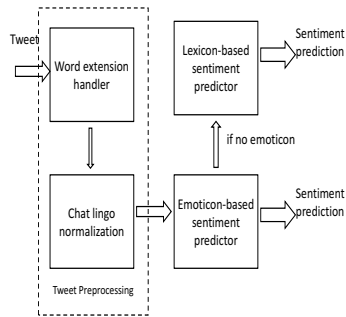 Tweet
Word extension
handler
Chat lingo
normalization
Tweet Preprocessing
Lexicon-based
sentiment
predictor
Sentiment
prediction
if no emoticon
Emoticon-based
sentiment
predictor
Sentiment
prediction